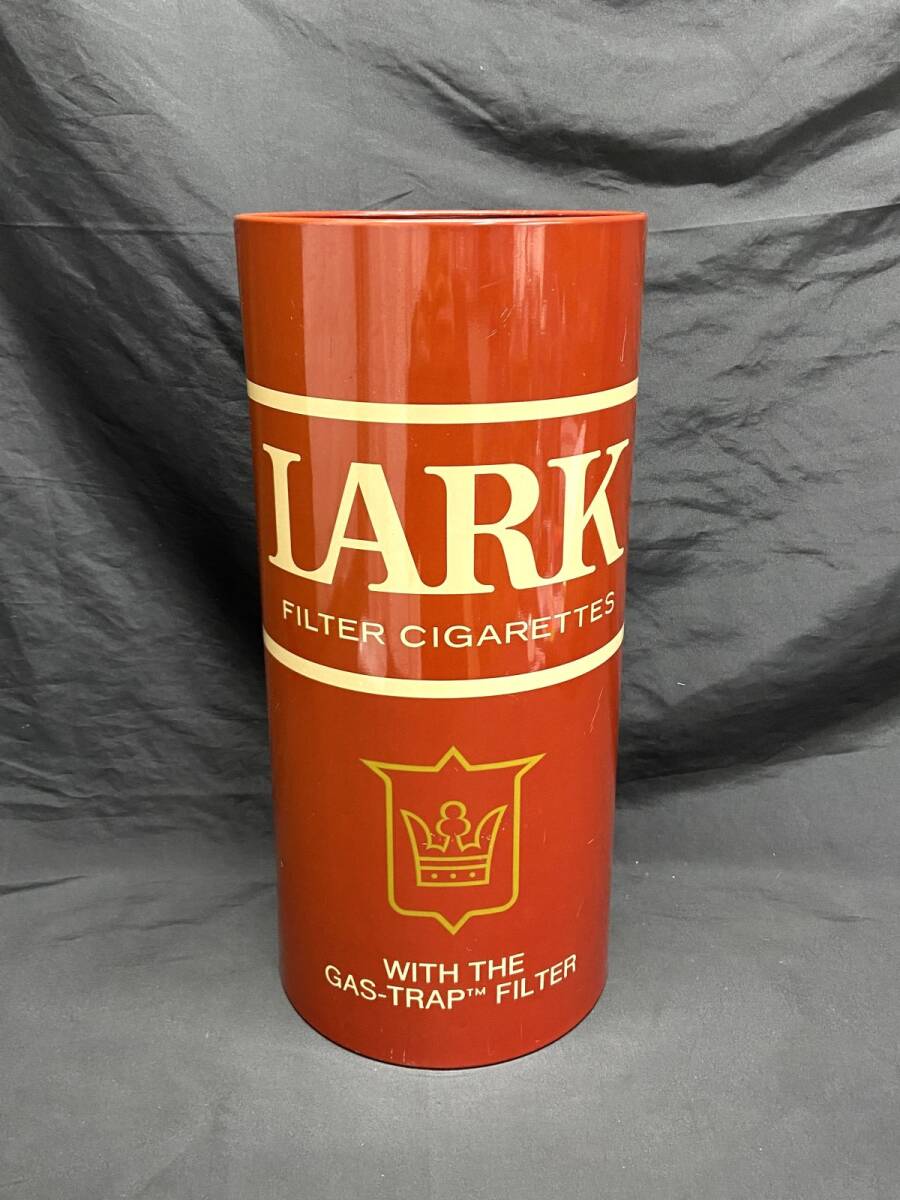 LARK
FILTER CIGARETTES
WITH THE
GAS-TRAP™ FILTER